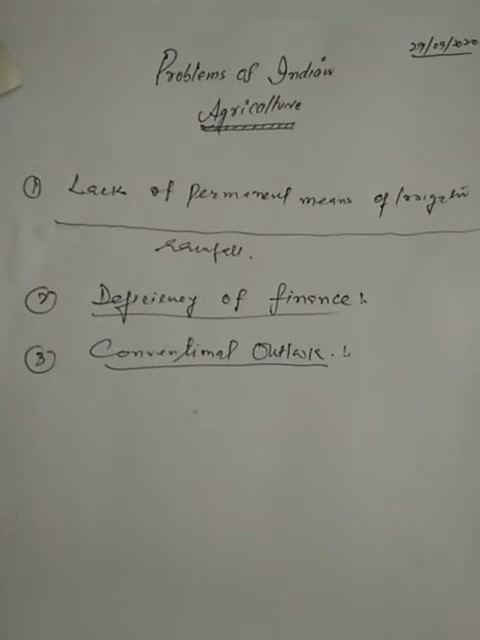 29/09/2020
Problems of Indian
Agriculture
① Lack of permanent means of Irrigation
rainfall.
② Deficiency of finance:
③ Conventional Outlook: